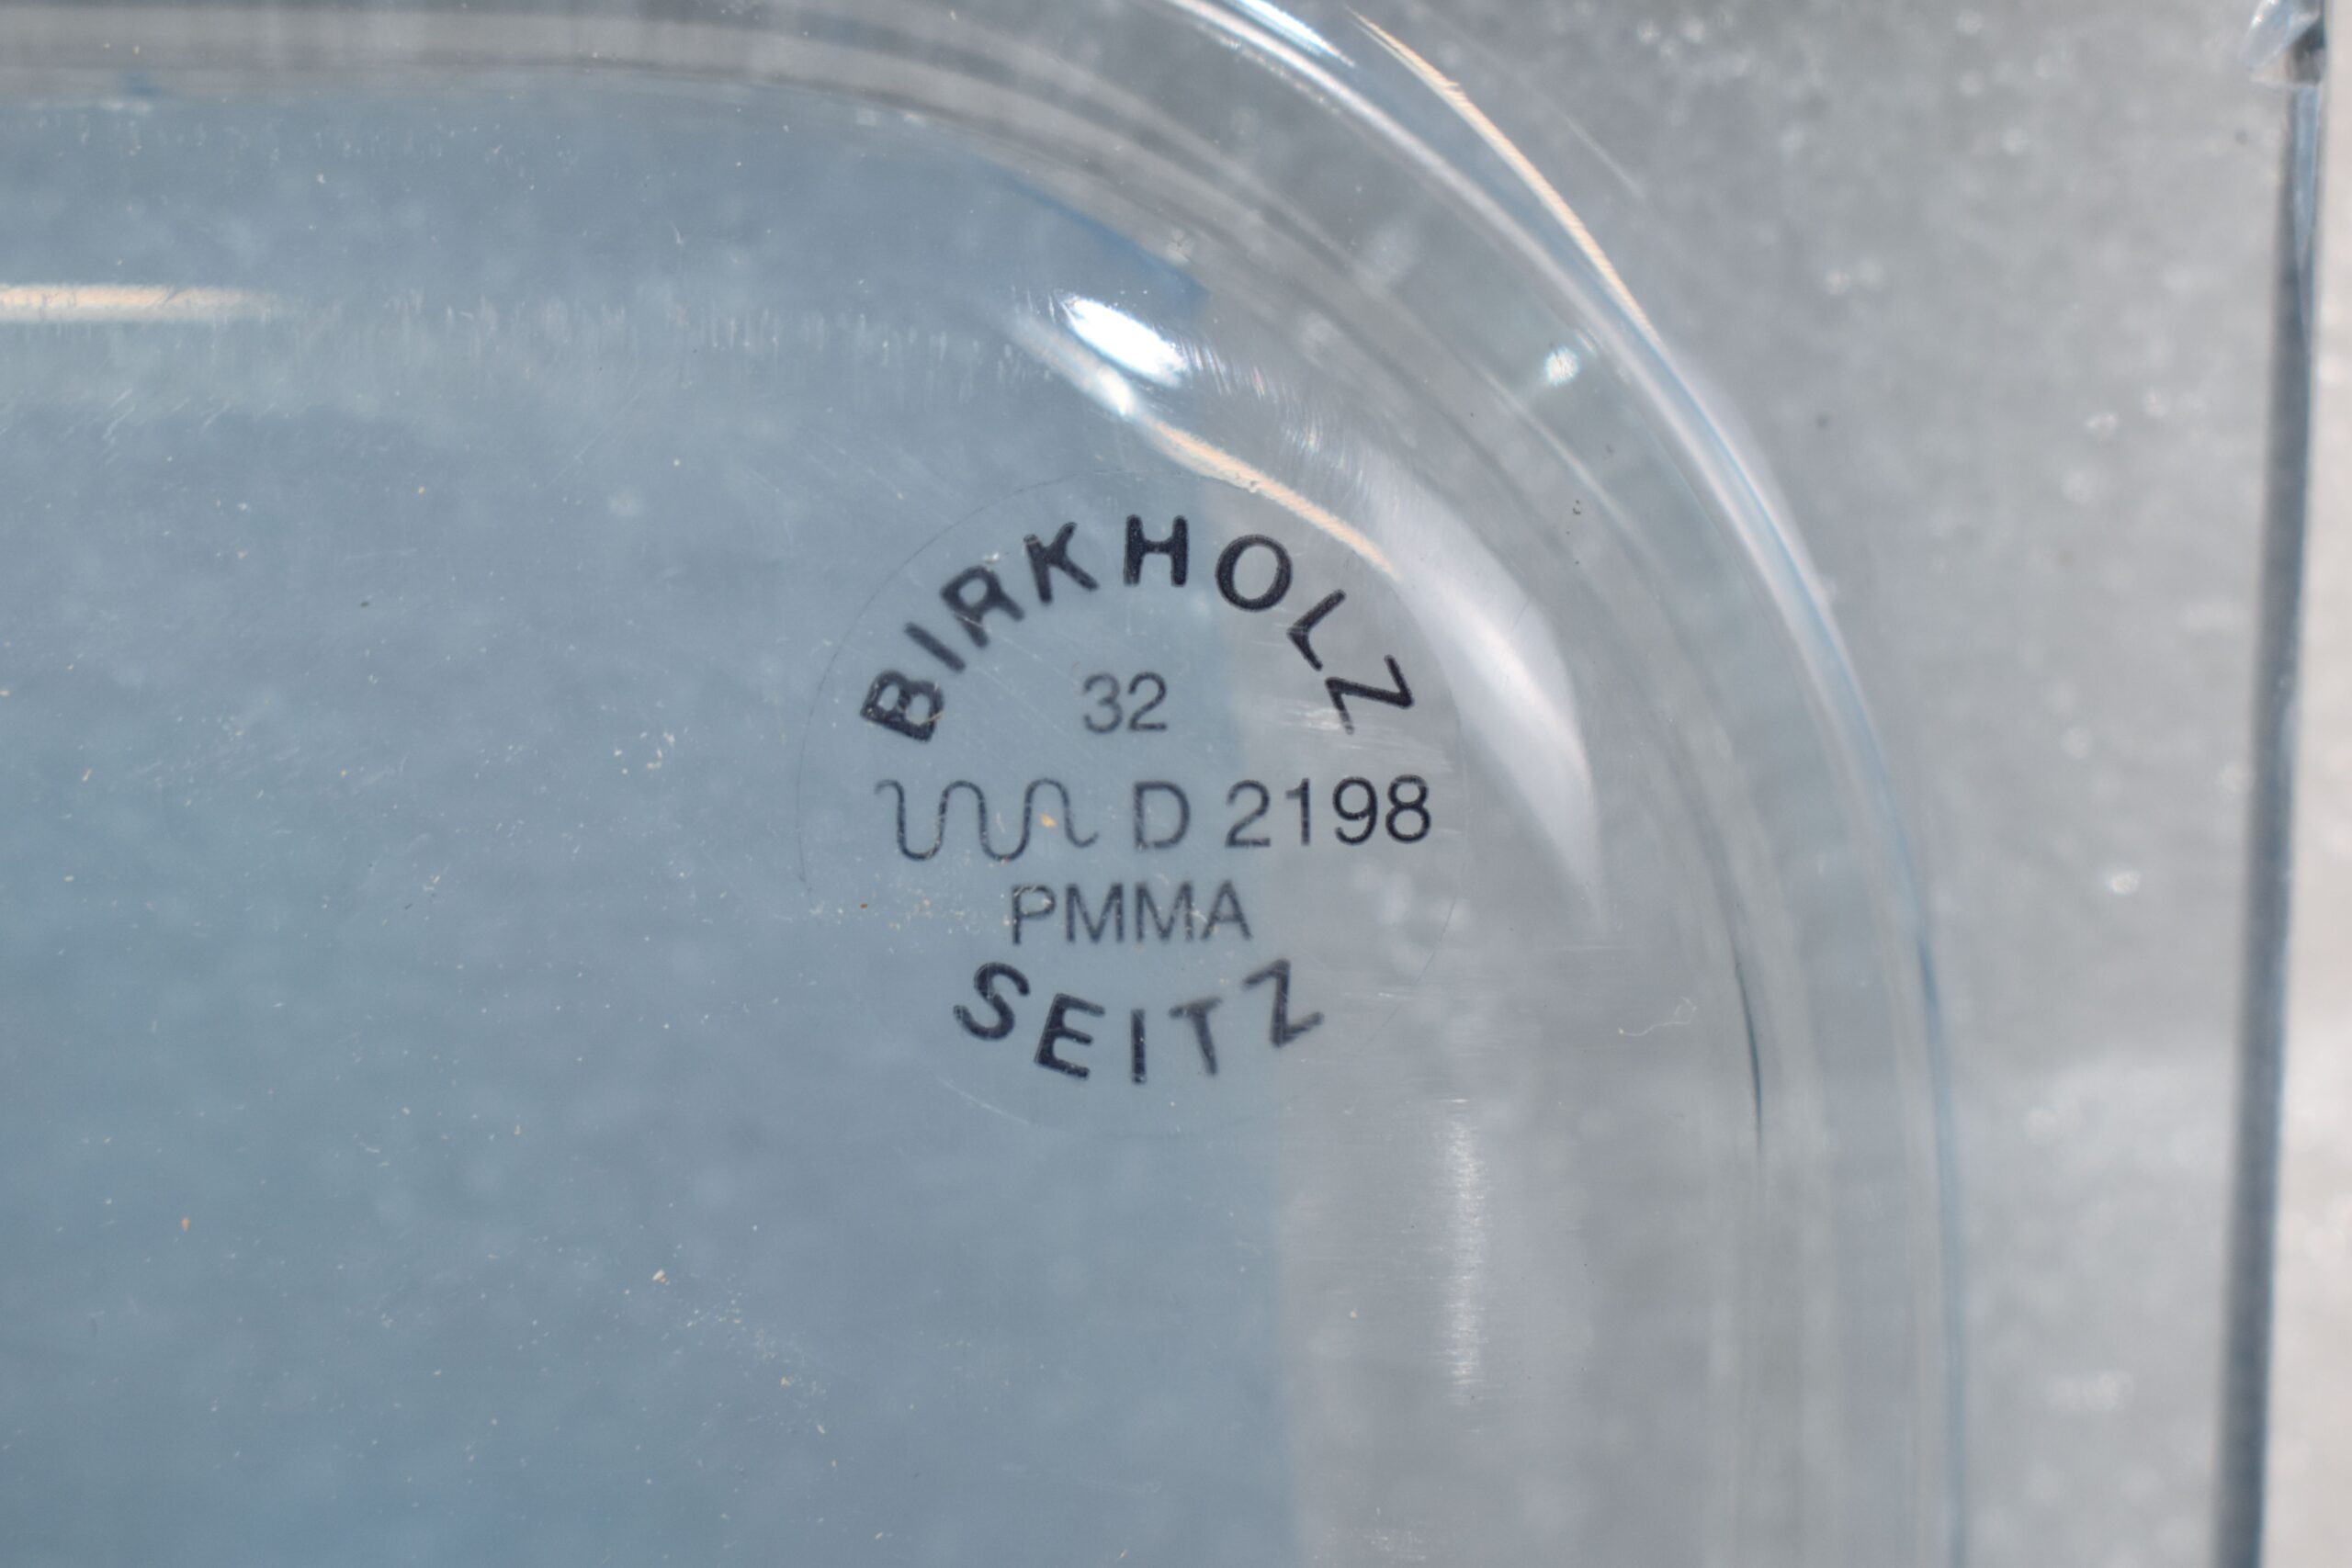 BIRKHOLZ
32
D 2198
PMMA
SEITZ